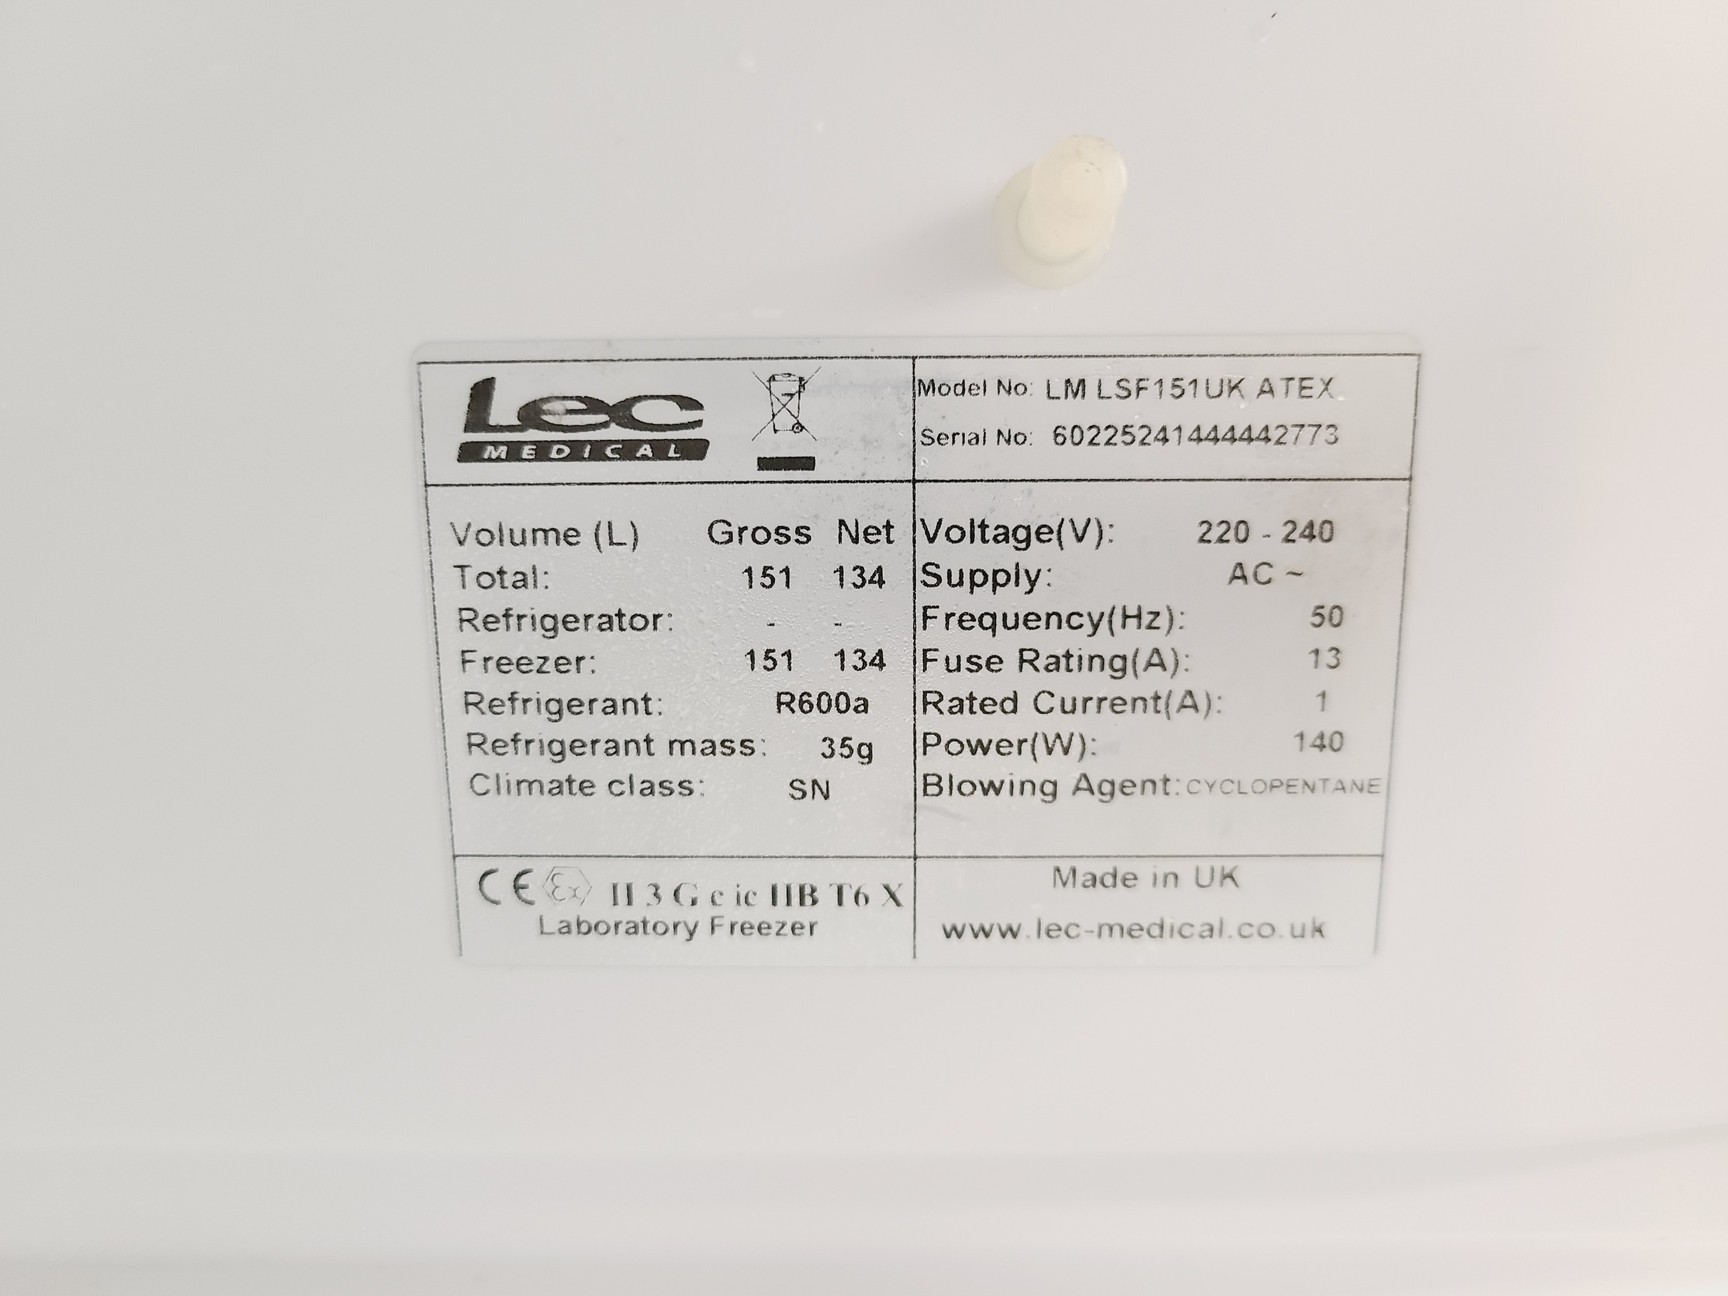 Lec
MEDICAL
Model No: LM LSF151UK ATEX
Serial No: 60225241444442773
Volume (L) Gross Net
Total: 151 134
Refrigerator: - -
Freezer: 151 134
Refrigerant: R600a
Refrigerant mass: 35g
Climate class: SN
Voltage(V): 220 - 240
Supply: AC ~
Frequency(Hz): 50
Fuse Rating(A): 13
Rated Current(A): 1
Power(W): 140
Blowing Agent: CYCLOPENTANE
CE Ex II 3 G c ic IIB T6 X
Laboratory Freezer
Made in UK
www.lec-medical.co.uk